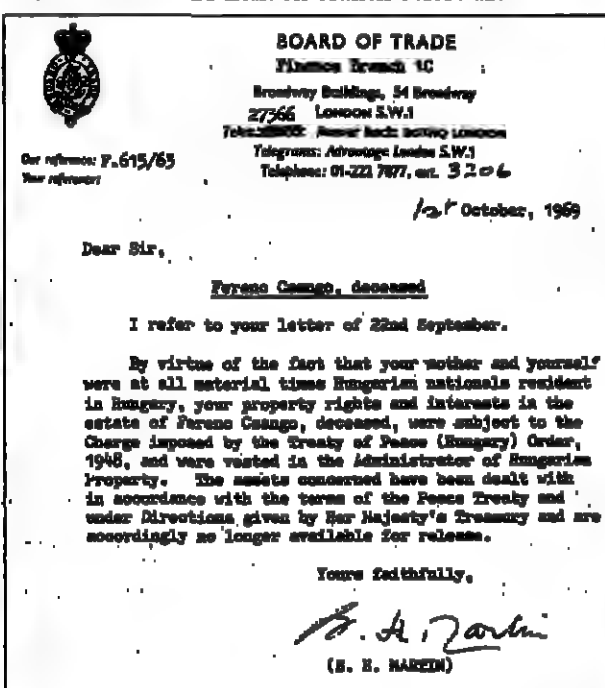 BOARD OF TRADE
Finance Branch 1C
Broadway Buildings, 54 Broadway
27366 LONDON S.W.1
Telegrams: Advantage London S.W.1
Our reference: F.615/63
Telephone: 01-222 7877, ext. 3206
Your reference:
1st October, 1969
Dear Sir,
Ferenc Csango, deceased
I refer to your letter of 22nd September.
By virtue of the fact that your mother and yourself
were at all material times Hungarian nationals resident
in Hungary, your property rights and interests in the
estate of Ferenc Csango, deceased, were subject to the
Charge imposed by the Treaty of Peace (Hungary) Order,
1948, and were vested in the Administrator of Hungarian
Property. The assets concerned have been dealt with
in accordance with the terms of the Peace Treaty and
under Directions given by Her Majesty's Treasury and are
accordingly no longer available for release.
Yours faithfully,
H. Martin
MARTIN)